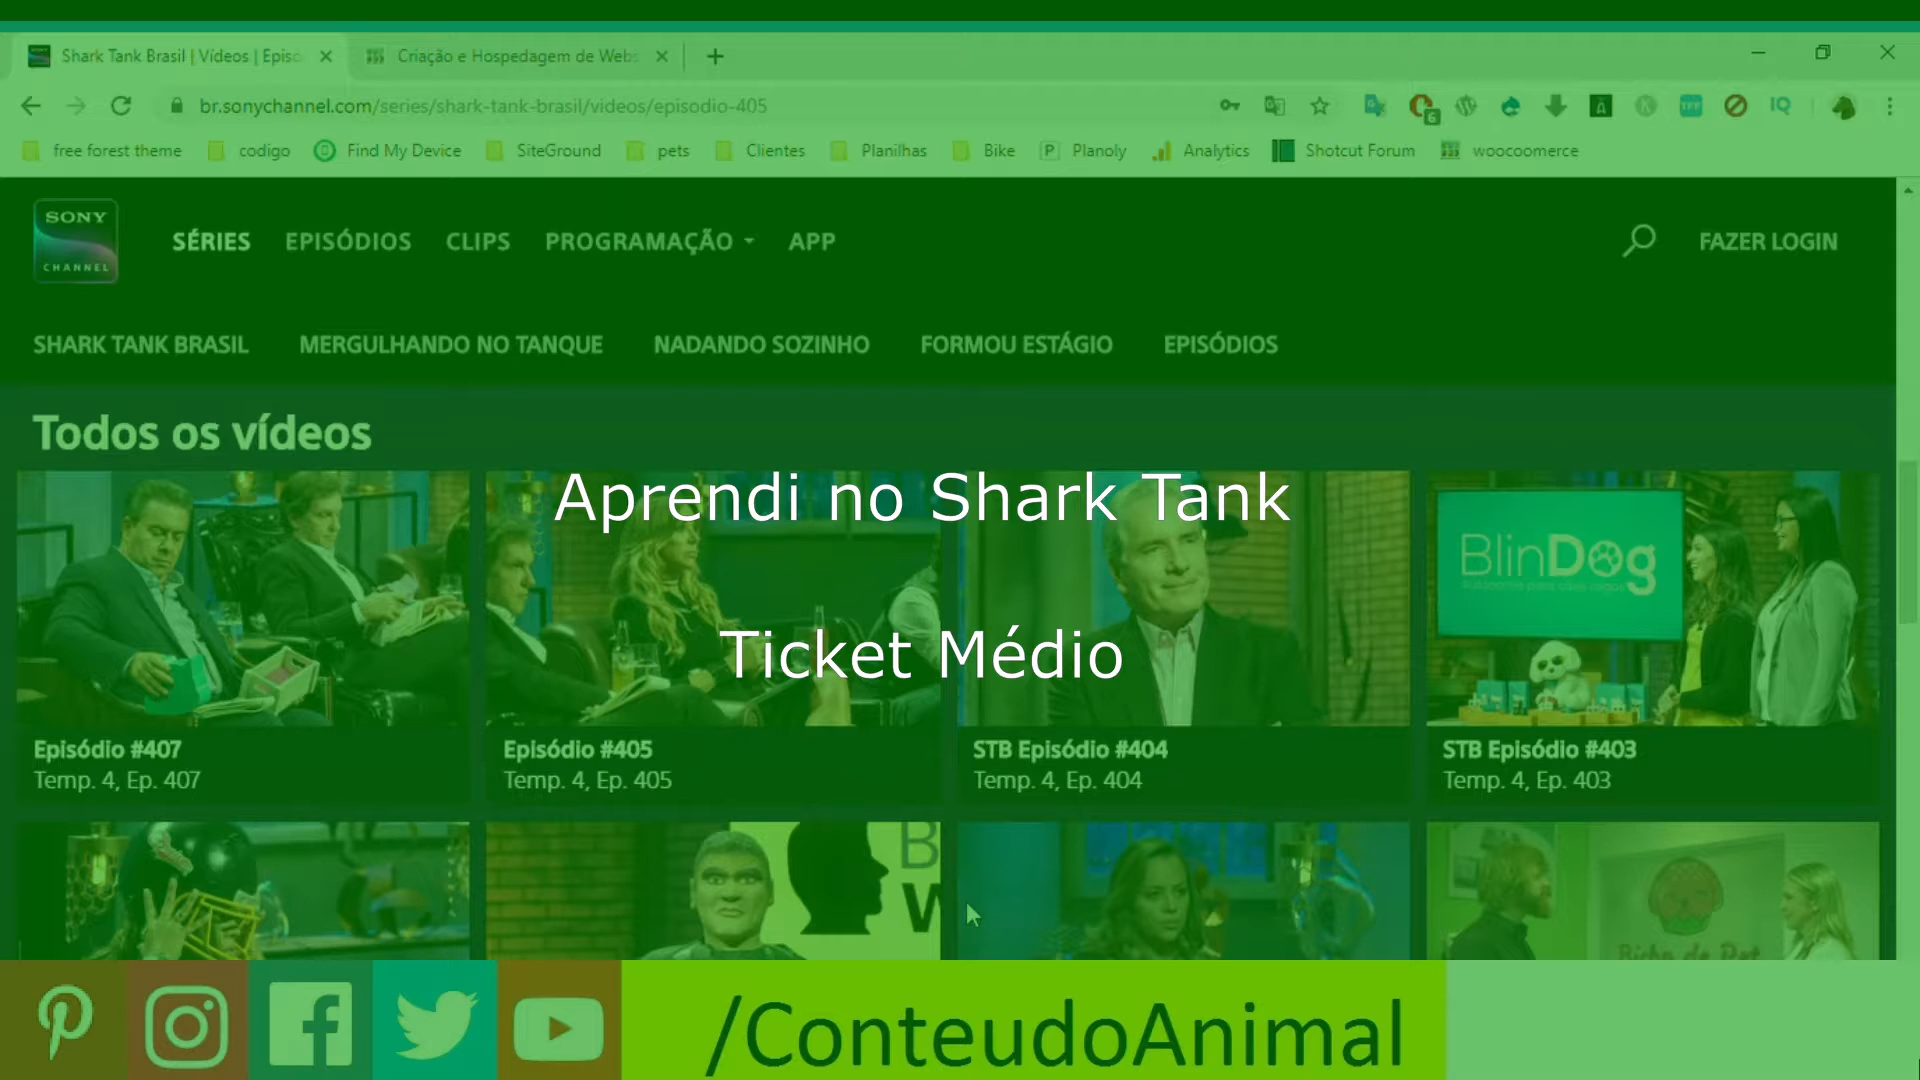 Shark Tank Brasil | Vídeos | Episo
Criação e Hospedagem de Webs
br.sonychannel.com/series/shark-tank-brasil/videos/episodio-405
6
IQ
free forest theme
codigo
Find My Device
SiteGround
pets
Clientes
Planilhas
Bike
P Planoly
Analytics
Shotcut Forum
woocoomerce
SONY
CHANNEL
SÉRIES
EPISÓDIOS
CLIPS
PROGRAMAÇÃO
APP
FAZER LOGIN
SHARK TANK BRASIL
MERGULHANDO NO TANQUE
NADANDO SOZINHO
FORMOU ESTÁGIO
EPISÓDIOS
Todos os vídeos
Aprendi no Shark Tank
BlinDog
Ticket Médio
Episódio #407
Temp. 4, Ep. 407
Episódio #405
Temp. 4, Ep. 405
STB Episódio #404
Temp. 4, Ep. 404
STB Episódio #403
Temp. 4, Ep. 403
/ConteudoAnimal